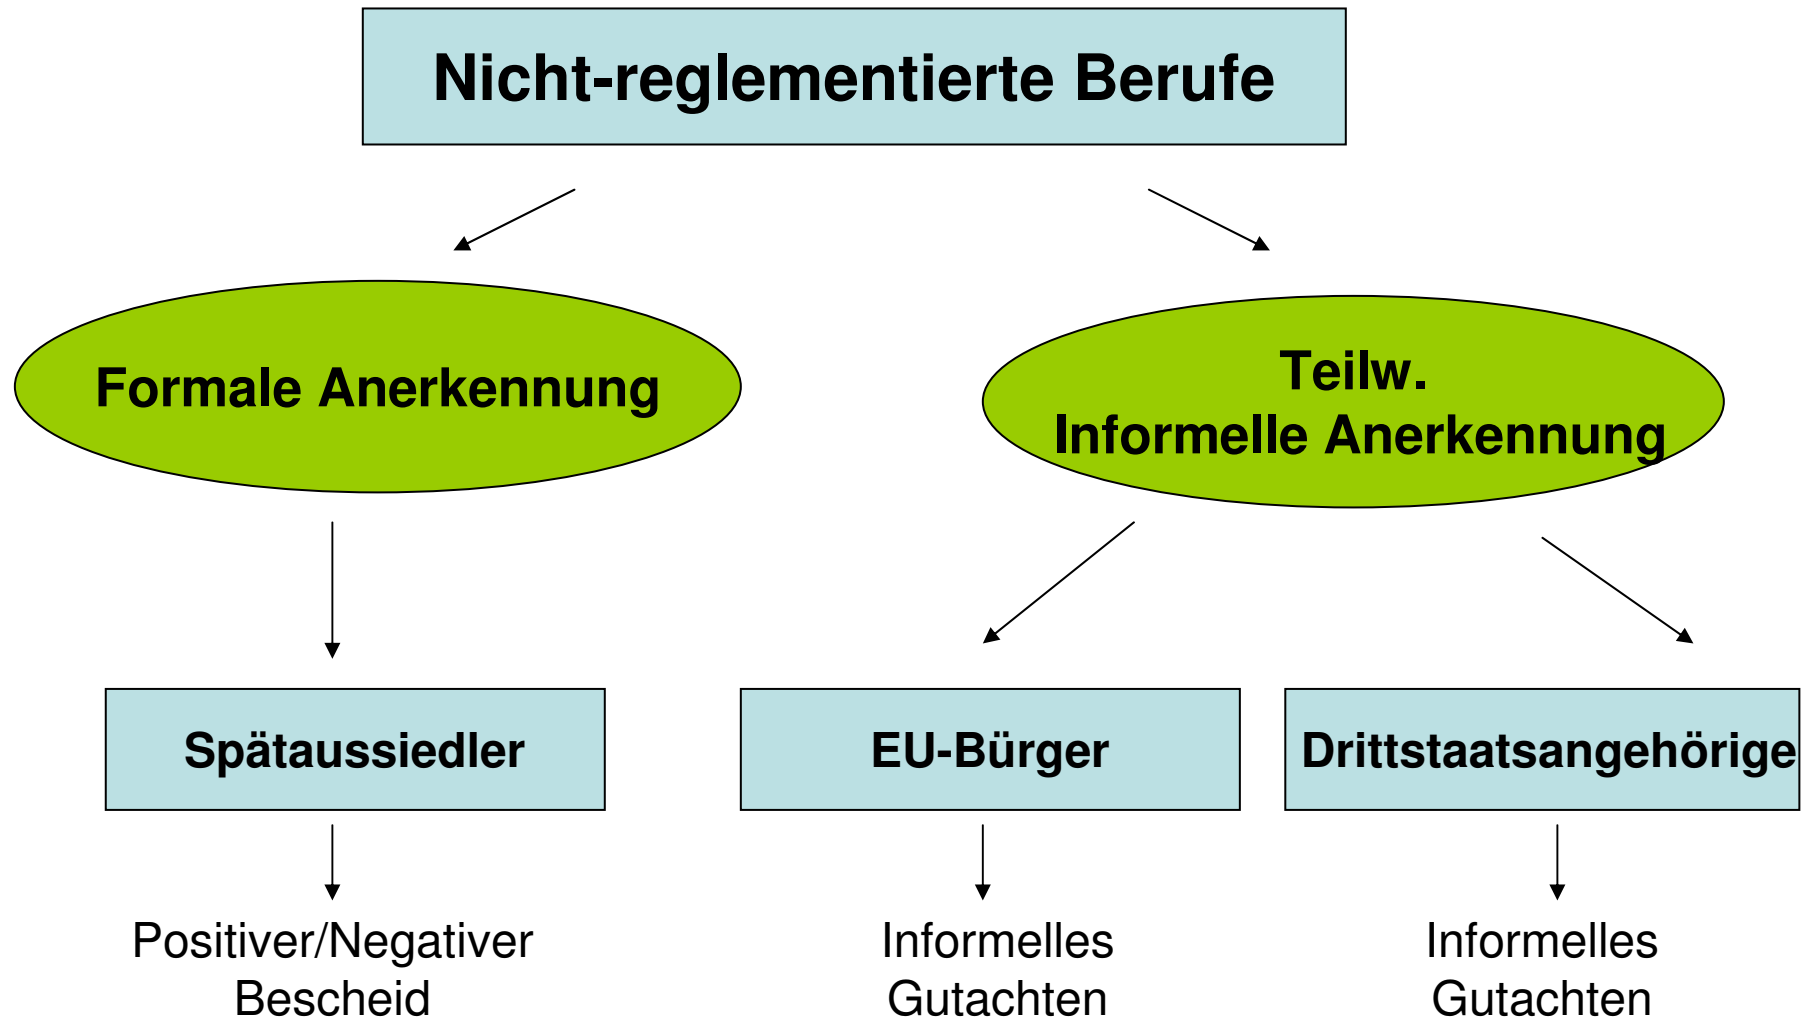 Nicht-reglementierte Berufe
Formale Anerkennung
Teilw.
Informelle Anerkennung
Spätaussiedler
EU-Bürger
Drittstaatsangehörige
Positiver/Negativer
Bescheid
Informelles
Gutachten
Informelles
Gutachten